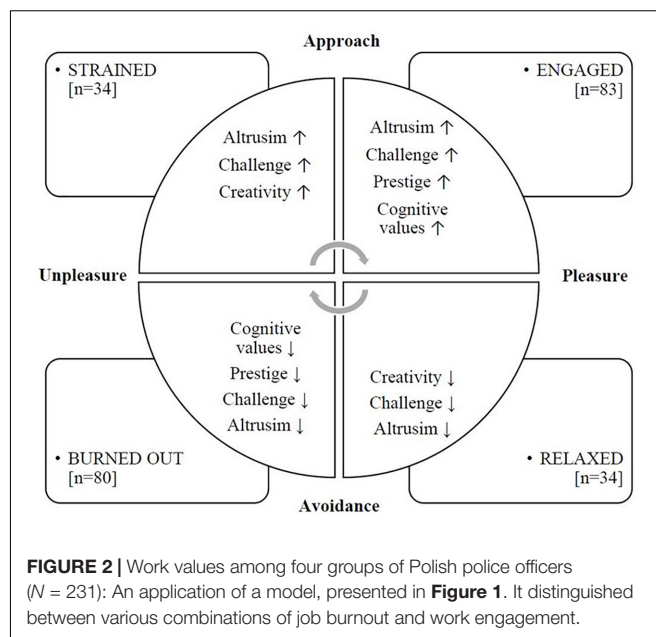 Approach
• STRAINED
[n=34]
• ENGAGED
[n=83]
Altrusim ↑
Challenge ↑
Creativity ↑
Altrusim ↑
Challenge ↑
Prestige ↑
Cognitive
values ↑
Unpleasure
Pleasure
Cognitive
values ↓
Prestige ↓
Challenge ↓
Altrusim ↓
Creativity ↓
Challenge ↓
Altrusim ↓
• BURNED OUT
[n=80]
• RELAXED
[n=34]
Avoidance
FIGURE 2 | Work values among four groups of Polish police officers
(N = 231): An application of a model, presented in Figure 1. It distinguished
between various combinations of job burnout and work engagement.